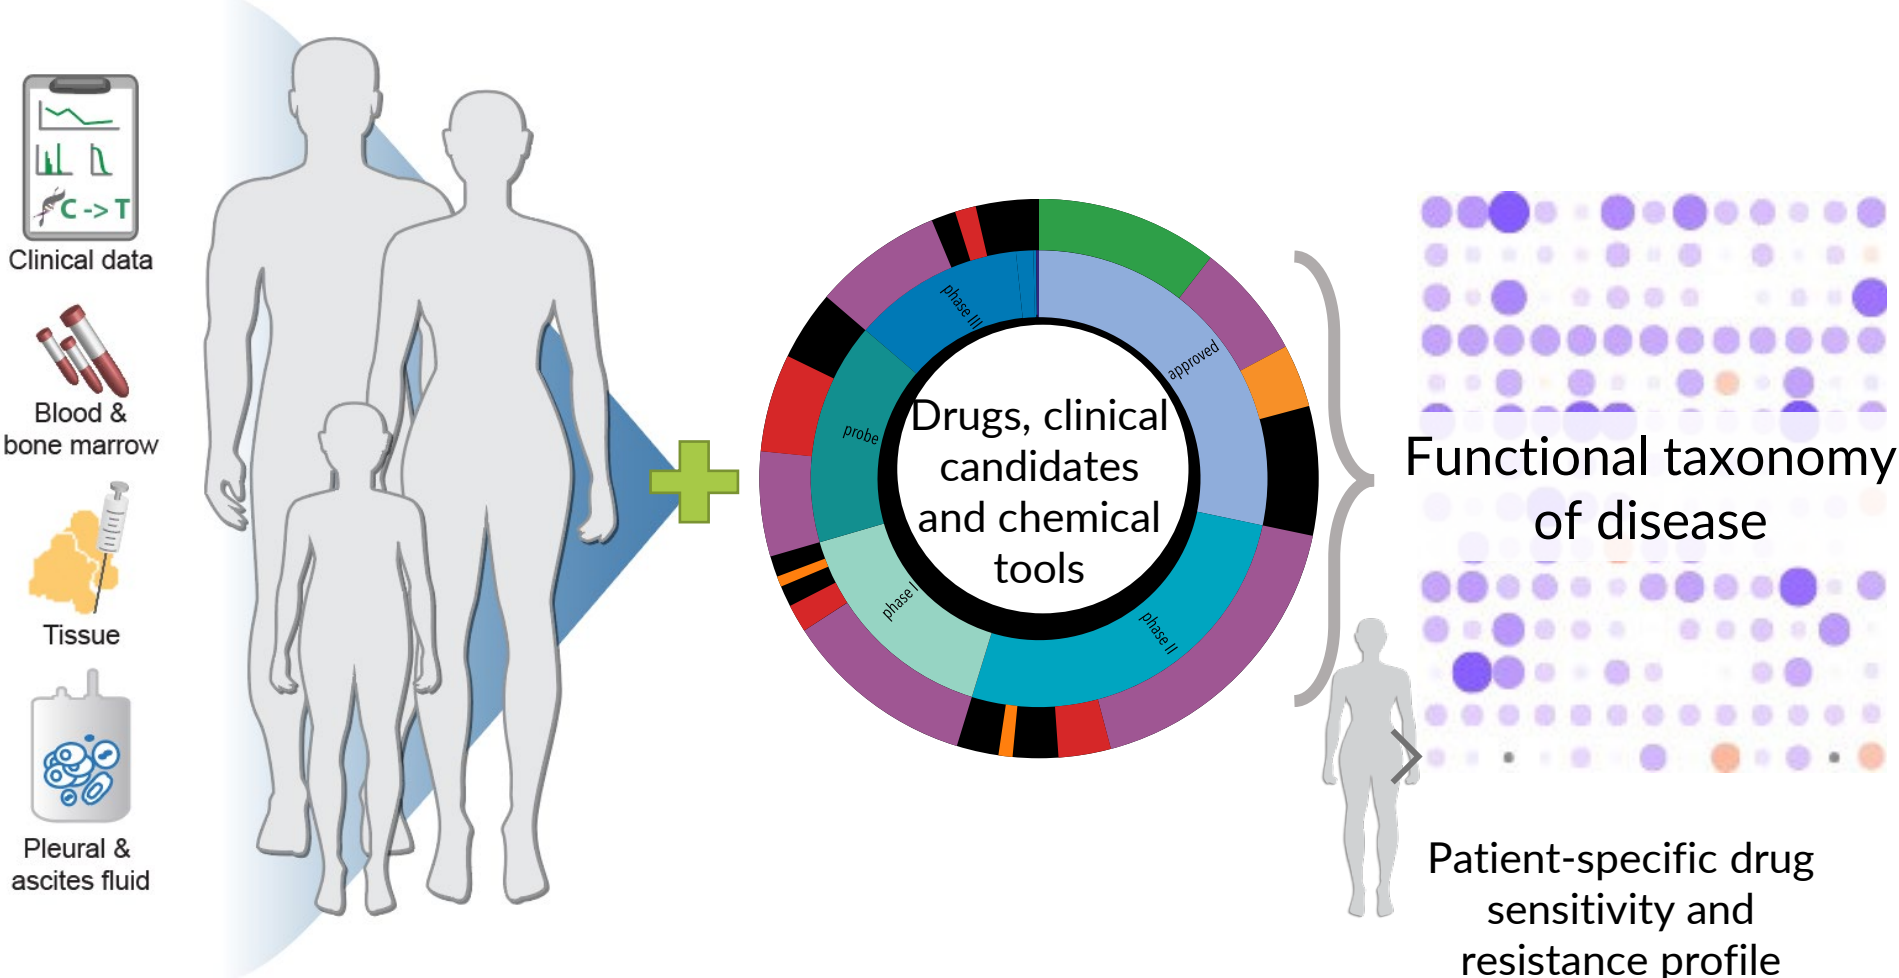 C -> T
Clinical data
Blood &
bone marrow
Tissue
Pleural &
ascites fluid
phase III
approved
probe
phase I
phase II
Drugs, clinical
candidates
and chemical
tools
Functional taxonomy
of disease
Patient-specific drug
sensitivity and
resistance profile